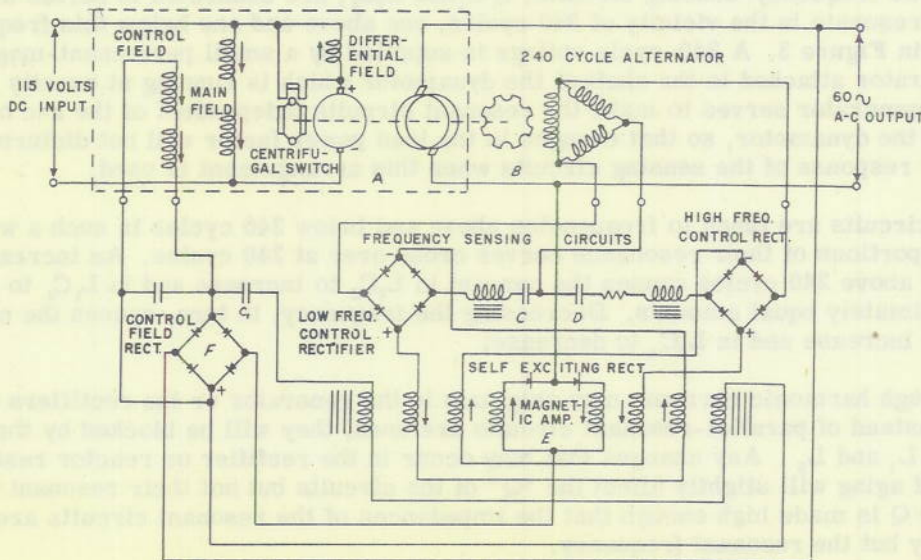 CONTROL
FIELD
DIFFER-
ENTIAL
FIELD
240 CYCLE ALTERNATOR
115 VOLTS
DC INPUT
MAIN
FIELD
60 ∿
A-C OUTPUT
CENTRIFU-
GAL SWITCH
A
B
FREQUENCY SENSING CIRCUITS
HIGH FREQ.
CONTROL RECT.
CONTROL
FIELD
RECT.
F
G
LOW FREQ.
CONTROL
RECTIFIER
D
SELF EXCITING RECT.
MAGNET-
IC AMP
E